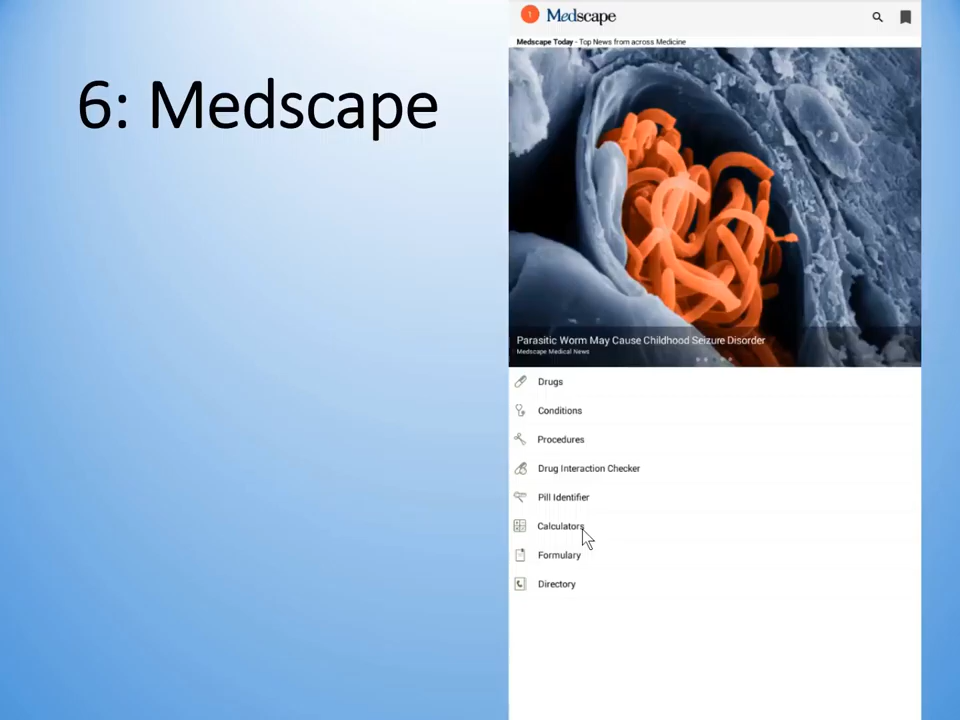 6: Medscape
1 Medscape
Medscape Today - Top News from across Medicine
Parasitic Worm May Cause Childhood Seizure Disorder
Medscape Medical News
Drugs
Conditions
Procedures
Drug Interaction Checker
Pill Identifier
Calculators
Formulary
Directory